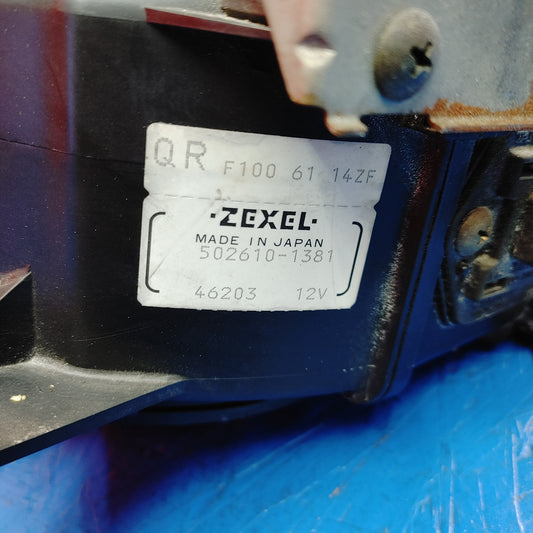 QR F100 61 14ZF
·ZEXEL·
MADE IN JAPAN
502610-1381
46203 12V